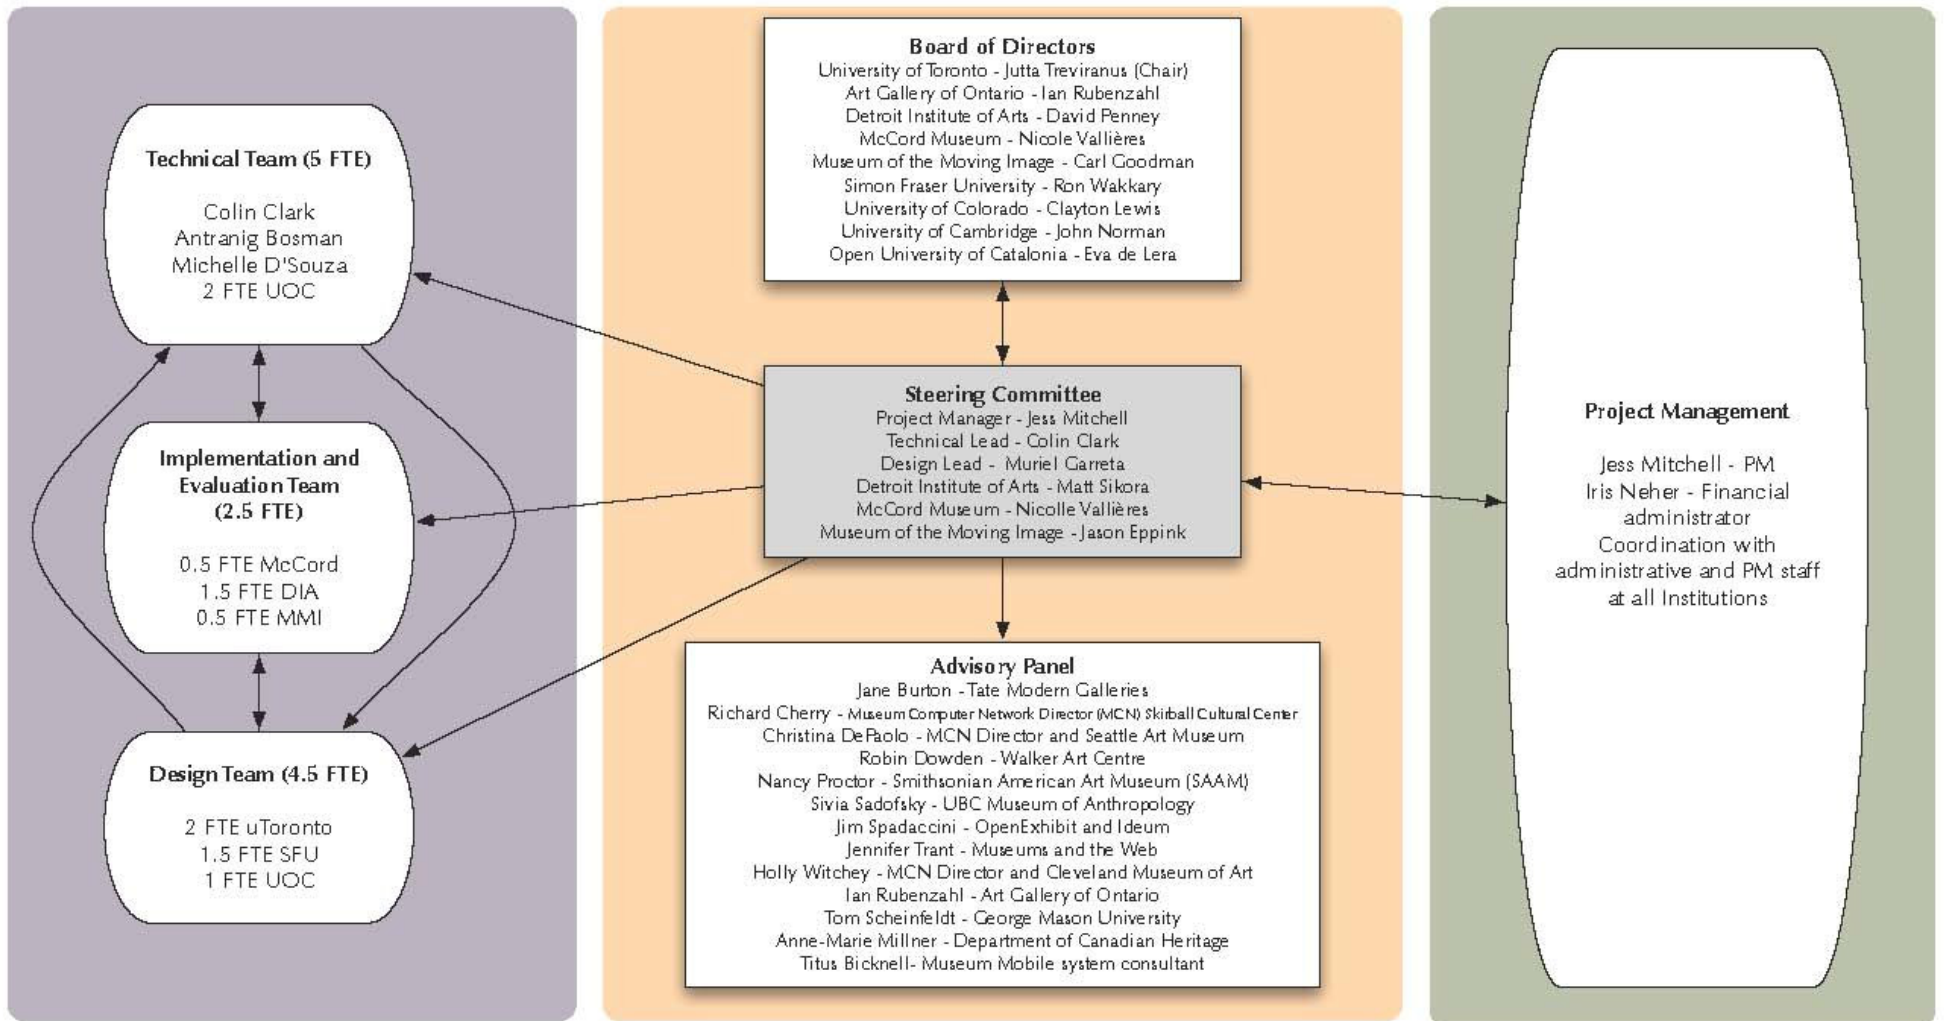 Technical Team (5 FTE)
Colin Clark
Antranig Bosman
Michelle D'Souza
2 FTE UOC
Implementation and
Evaluation Team
(2.5 FTE)
0.5 FTE McCord
1.5 FTE DIA
0.5 FTE MMI
Design Team (4.5 FTE)
2 FTE uToronto
1.5 FTE SFU
1 FTE UOC
Board of Directors
University of Toronto - Jutta Treviranus (Chair)
Art Gallery of Ontario - Ian Rubenzahl
Detroit Institute of Arts - David Penney
McCord Museum - Nicole Vallières
Museum of the Moving Image - Carl Goodman
Simon Fraser University - Ron Wakkary
University of Colorado - Clayton Lewis
University of Cambridge - John Norman
Open University of Catalonia - Eva de Lera
Steering Committee
Project Manager - Jess Mitchell
Technical Lead - Colin Clark
Design Lead - Muriel Garreta
Detroit Institute of Arts - Matt Sikora
McCord Museum - Nicolle Vallières
Museum of the Moving Image - Jason Eppink
Advisory Panel
Jane Burton - Tate Modern Galleries
Richard Cherry - Museum Computer Network Director (MCN) Skirball Cultural Center
Christina DePaolo - MCN Director and Seattle Art Museum
Robin Dowden - Walker Art Centre
Nancy Proctor - Smithsonian American Art Museum (SAAM)
Sivia Sadofsky - UBC Museum of Anthropology
Jim Spadaccini - OpenExhibit and Ideum
Jennifer Trant - Museums and the Web
Holly Witchey - MCN Director and Cleveland Museum of Art
Ian Rubenzahl - Art Gallery of Ontario
Tom Scheinfeldt - George Mason University
Anne-Marie Millner - Department of Canadian Heritage
Titus Bicknell- Museum Mobile system consultant
Project Management
Jess Mitchell - PM
Iris Neher - Financial
administrator
Coordination with
administrative and PM staff
at all Institutions